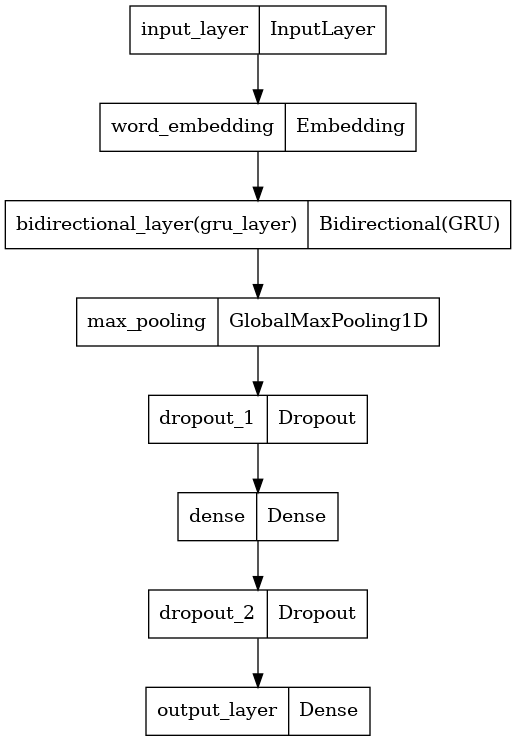 input_layer InputLayer
word_embedding Embedding
bidirectional_layer(gru_layer) Bidirectional(GRU)
max_pooling GlobalMaxPooling1D
dropout_1 Dropout
dense Dense
dropout_2 Dropout
output_layer Dense